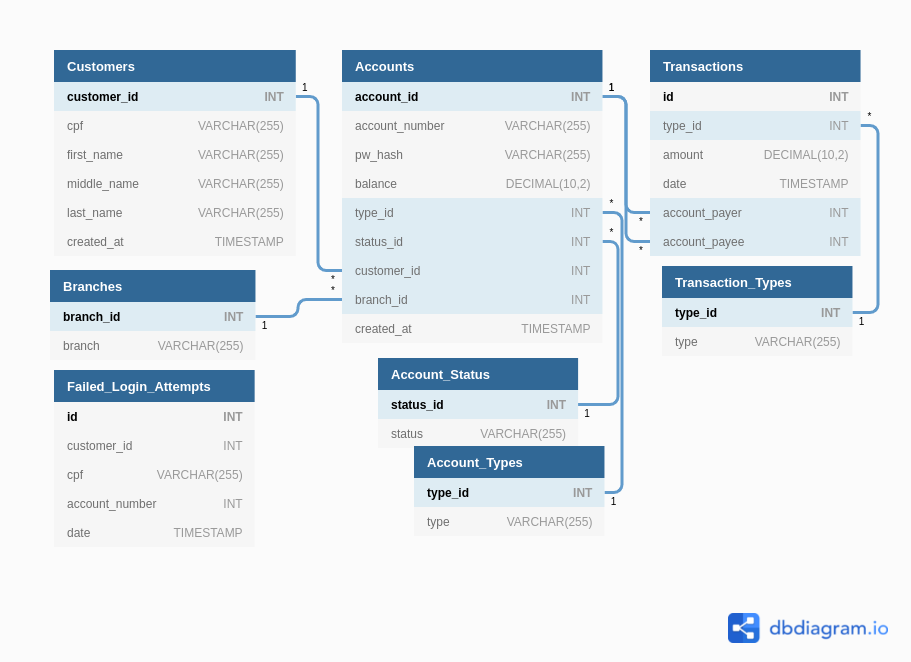 Customers
customer_id INT
cpf VARCHAR(255)
first_name VARCHAR(255)
middle_name VARCHAR(255)
last_name VARCHAR(255)
created_at TIMESTAMP
1
*
Branches
branch_id INT
branch VARCHAR(255)
1
*
Failed_Login_Attempts
id INT
customer_id INT
cpf VARCHAR(255)
account_number INT
date TIMESTAMP
Accounts
account_id INT
account_number VARCHAR(255)
pw_hash VARCHAR(255)
balance DECIMAL(10,2)
type_id INT
status_id INT
customer_id INT
branch_id INT
created_at TIMESTAMP
1
*
*
*
*
Account_Status
status_id INT
status VARCHAR(255)
1
Account_Types
type_id INT
type VARCHAR(255)
1
Transactions
id INT
type_id INT
amount DECIMAL(10,2)
date TIMESTAMP
account_payer INT
account_payee INT
*
Transaction_Types
type_id INT
type VARCHAR(255)
1
dbdiagram.io